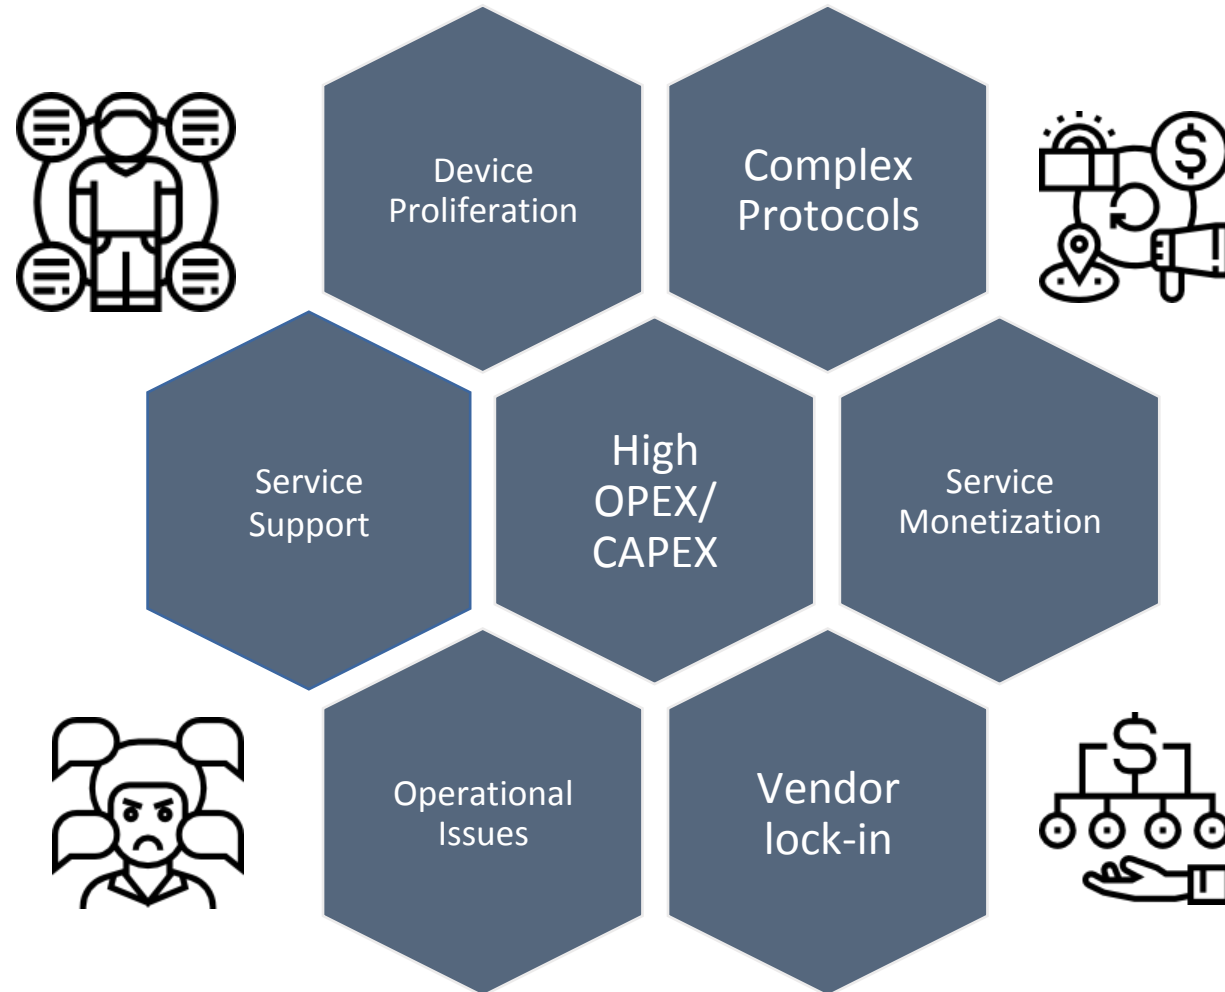 Device
Proliferation
Complex
Protocols
Service
Support
High
OPEX/
CAPEX
Service
Monetization
Operational
Issues
Vendor
lock-in